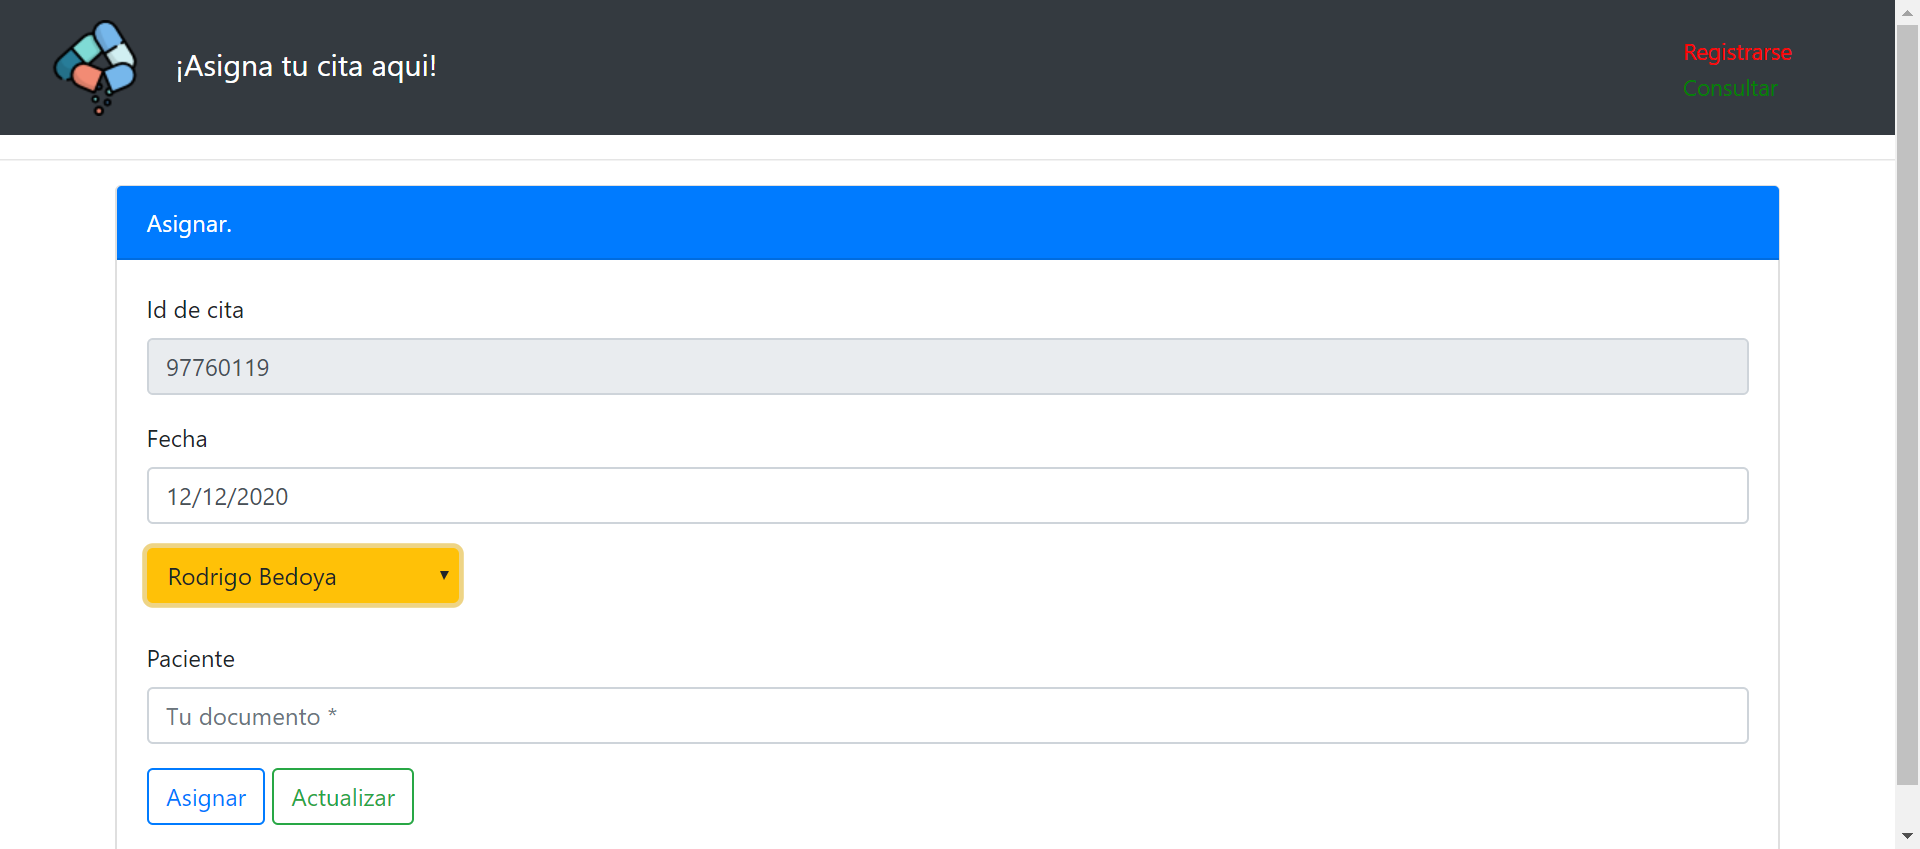 ¡Asigna tu cita aqui!
Registrarse
Consultar
Asignar.
Id de cita
97760119
Fecha
12/12/2020
Rodrigo Bedoya
Paciente
Tu documento *
Asignar Actualizar